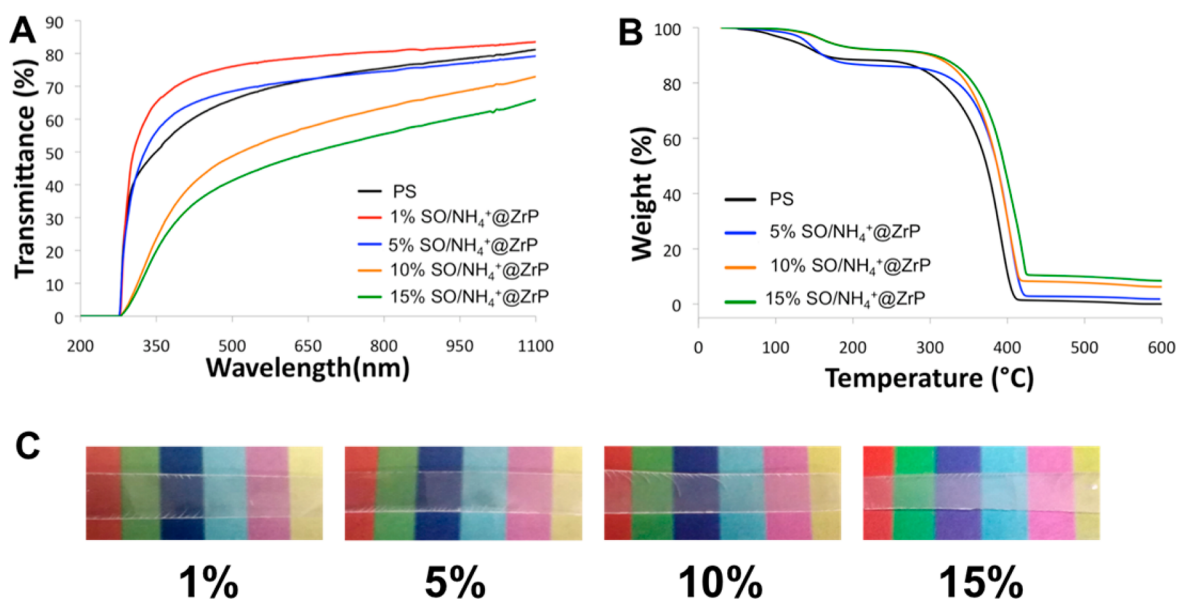 A
90
80
70
60
50
40
30
20
10
0
Transmittance (%)
200 350 500 650 800 950 1100
Wavelength(nm)
PS
1% SO/NH₄⁺@ZrP
5% SO/NH₄⁺@ZrP
10% SO/NH₄⁺@ZrP
15% SO/NH₄⁺@ZrP
B
100
80
60
40
20
0
Weight (%)
0 100 200 300 400 500 600
Temperature (°C)
PS
5% SO/NH₄⁺@ZrP
10% SO/NH₄⁺@ZrP
15% SO/NH₄⁺@ZrP
C
1% 5% 10% 15%